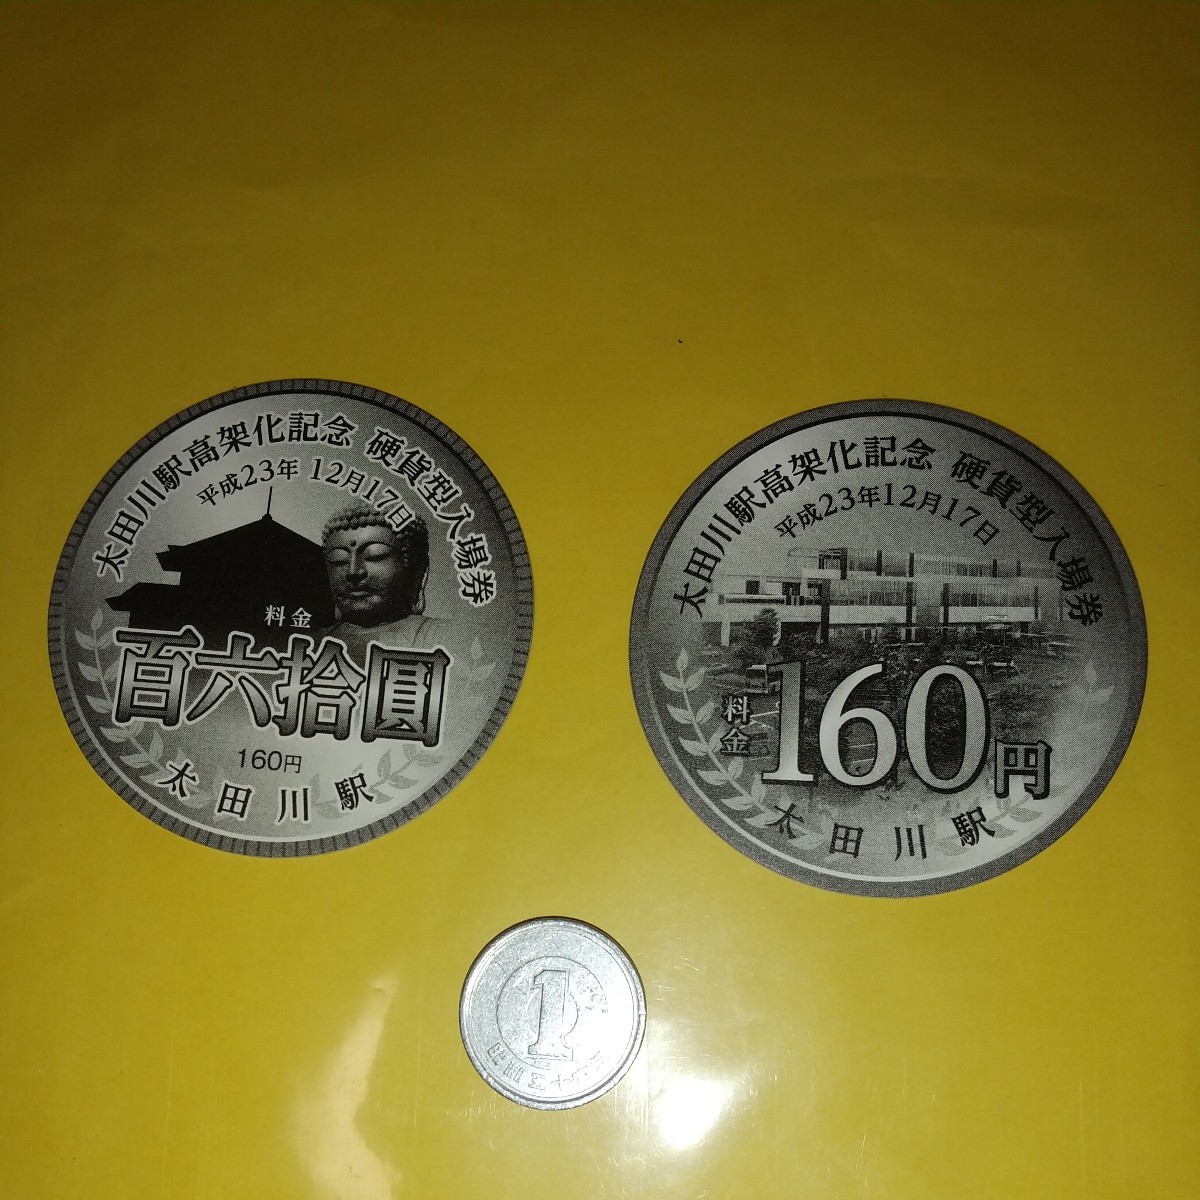 太田川駅高架化記念 硬貨型入場券
平成23年 12月17日
料金
百六拾圓
160円
太田川駅
太田川駅高架化記念 硬貨型入場券
平成23年12月17日
料金
160円
太田川駅
1